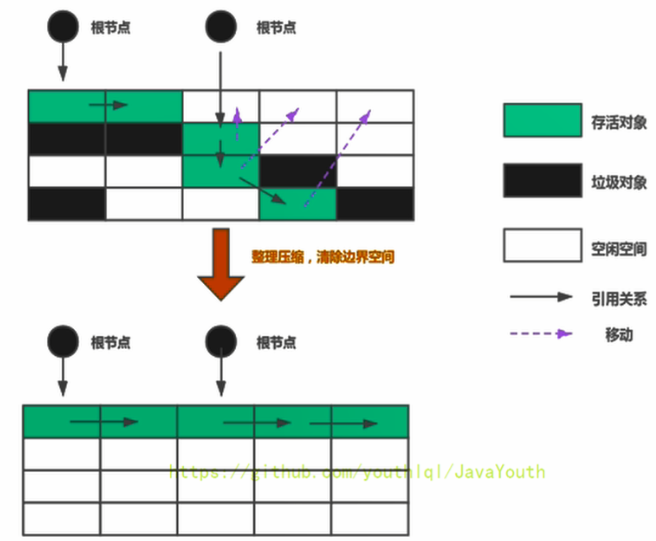 根节点
根节点
存活对象
垃圾对象
空闲空间
整理压缩，清除边界空间
引用关系
移动
根节点
根节点
https://github.com/youthlql/JavaYouth